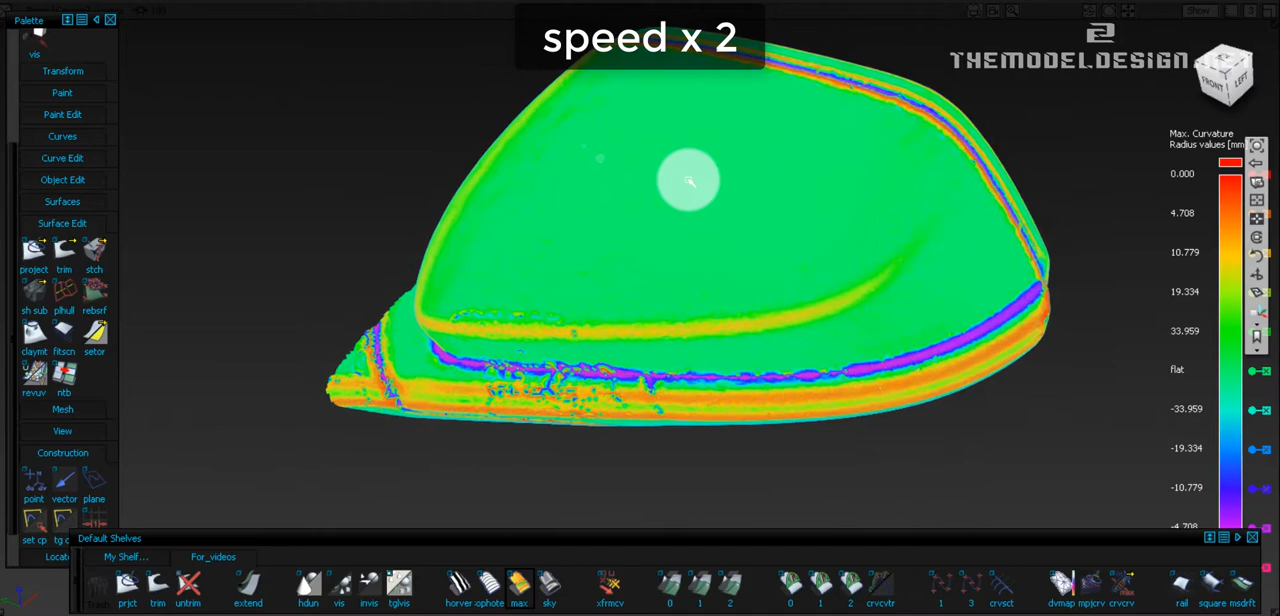 Palette
speed x 2
Show
3
THEMODELDESIGN.NET
FRONT
LEFT
vis
Transform
Paint
Paint Edit
Curves
Curve Edit
Object Edit
Surfaces
Surface Edit
project trim stch
sh sub plhull rebsrf
claymt fitscn setor
revuv ntb
Mesh
View
Construction
point vector plane
set cp
Max. Curvature
Radius values [mm
0.000
4.708
10.779
19.334
33.959
flat
-33.959
-19.334
-10.779
-4.708
Default Shelves
My Shelf... For_videos
Trash prjct trim untrim extend hdun vis invis tglvis horver ophote max sky xfrmcv 0 1 2 0 1 2 crvcvtr 1 3 crvsct dvmap mpjcrv crvcrv rail square msdrft